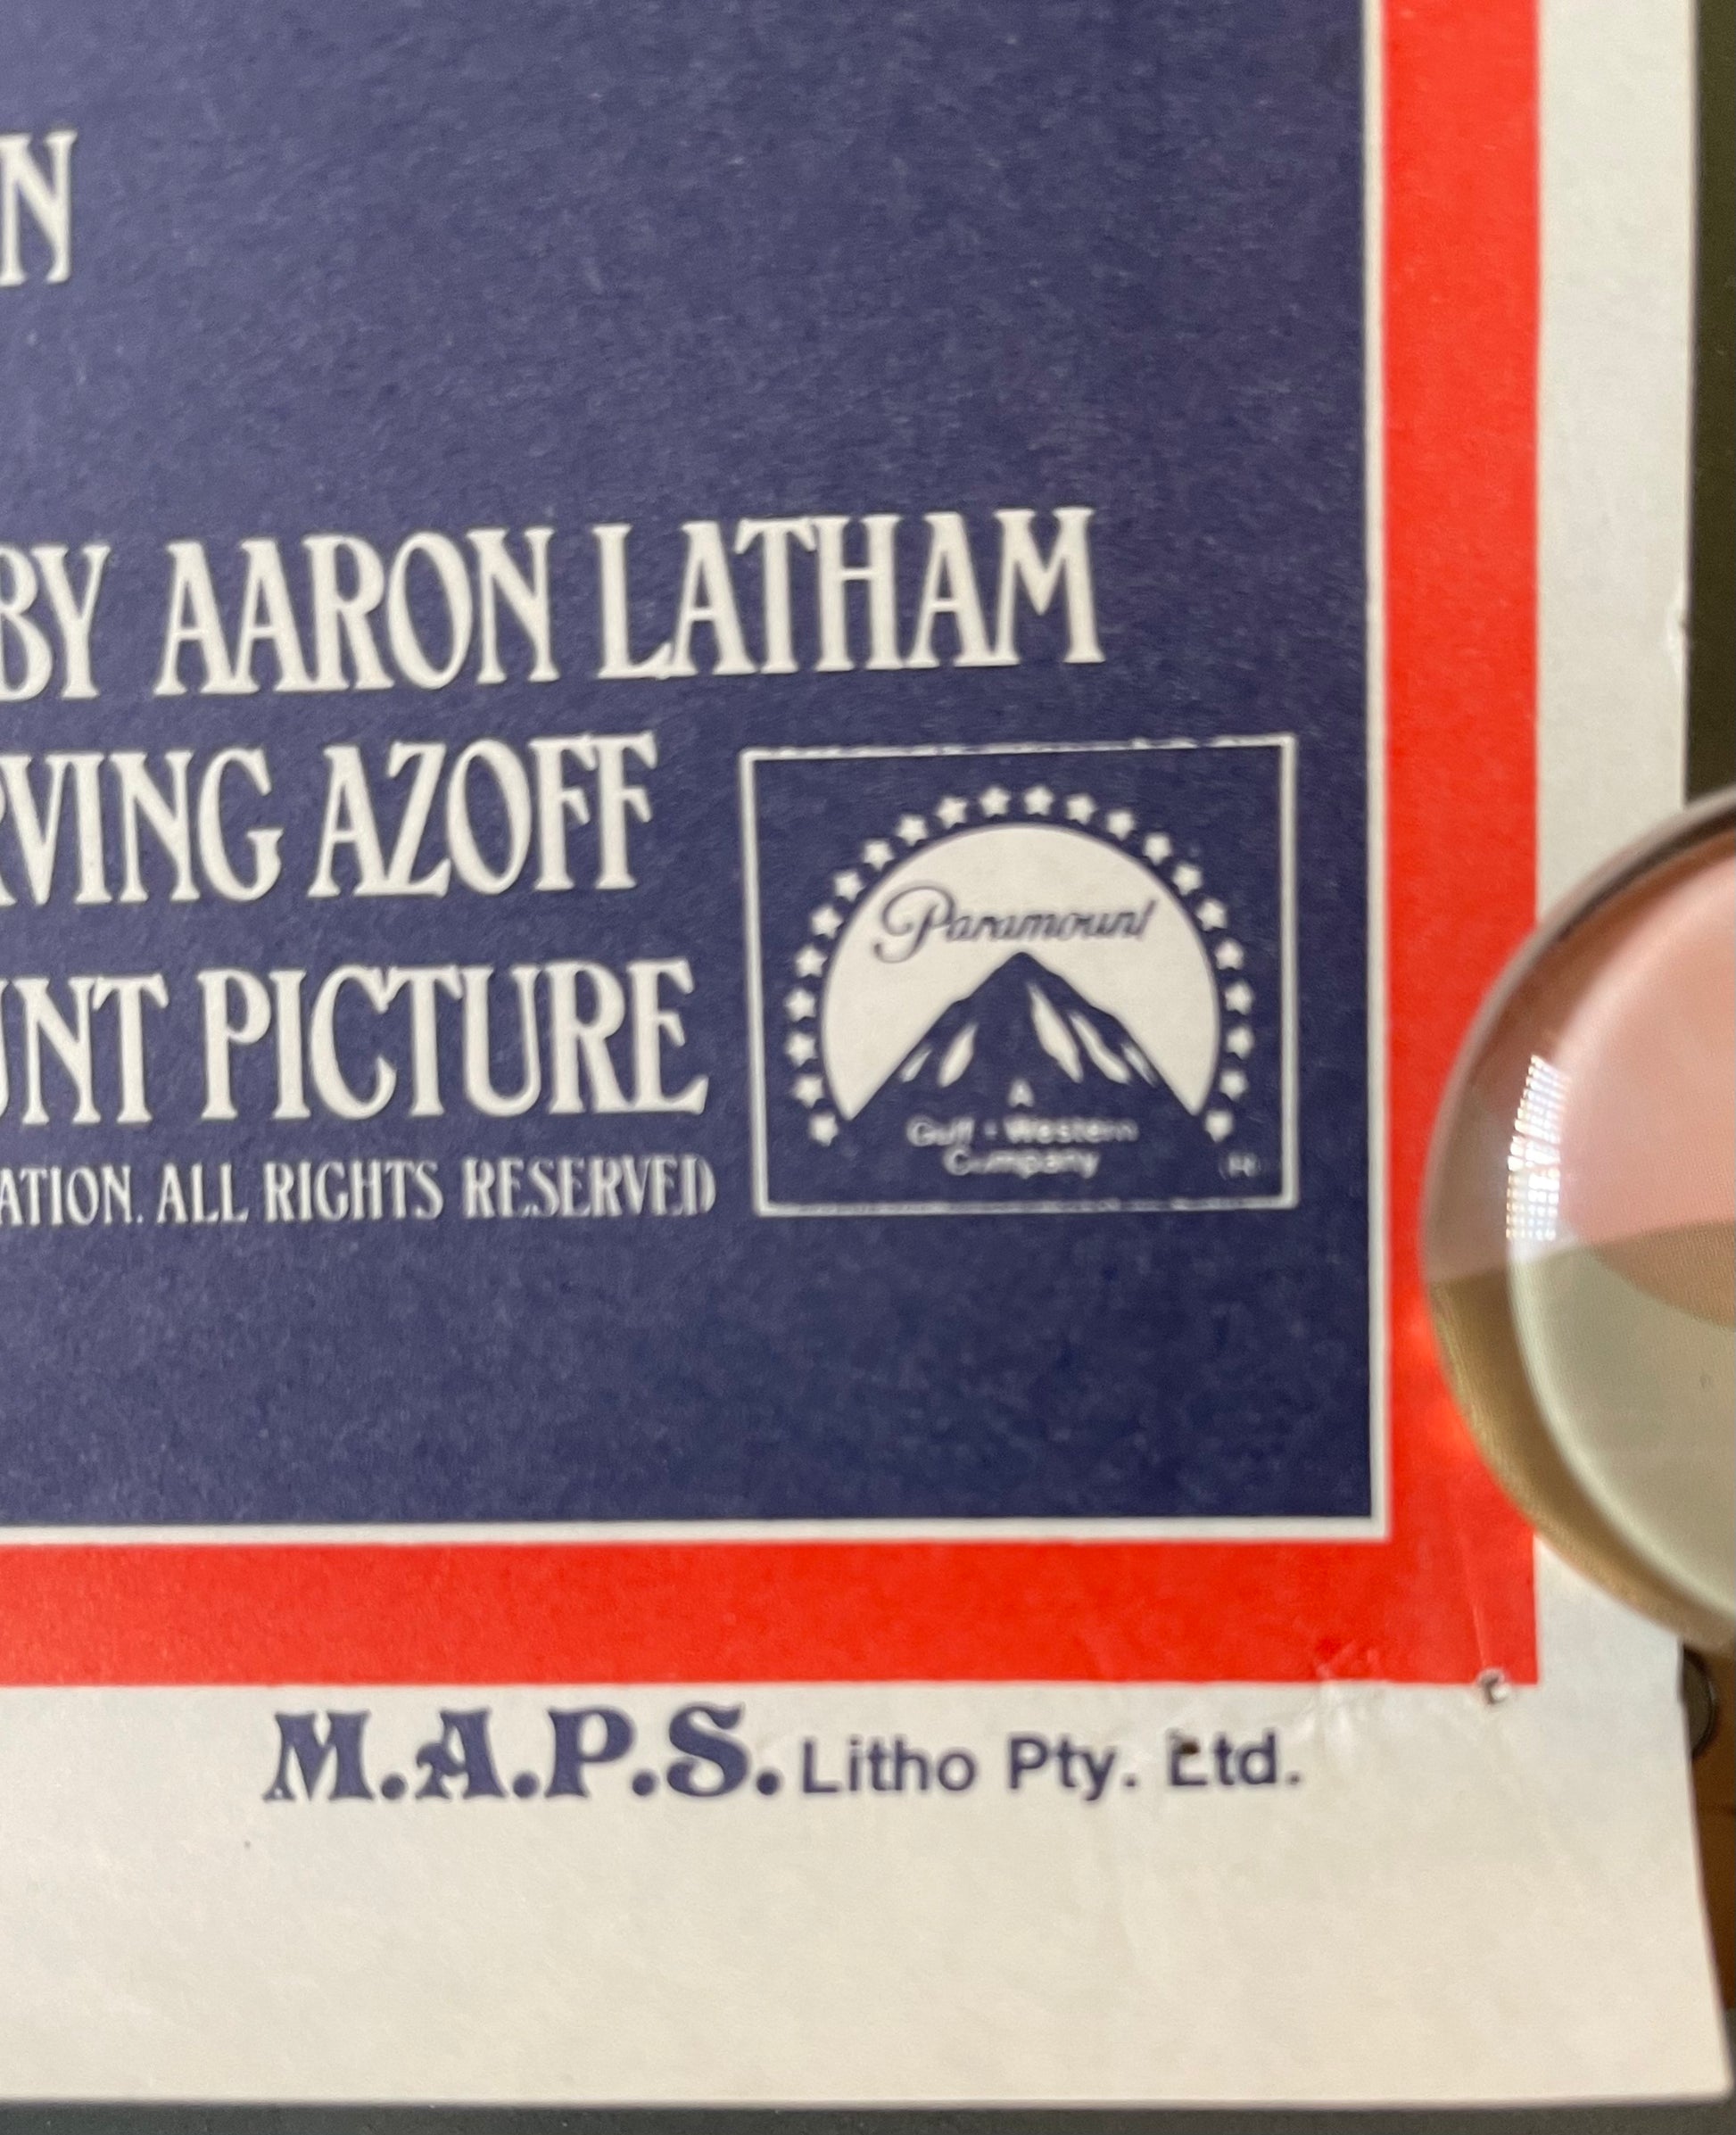 N
BY AARON LATHAM
RVING AZOFF
UNT PICTURE
ATION. ALL RIGHTS RESERVED
Paramount
A
Gulf + Western
Company
M.A.P.S. Litho Pty. Ltd.